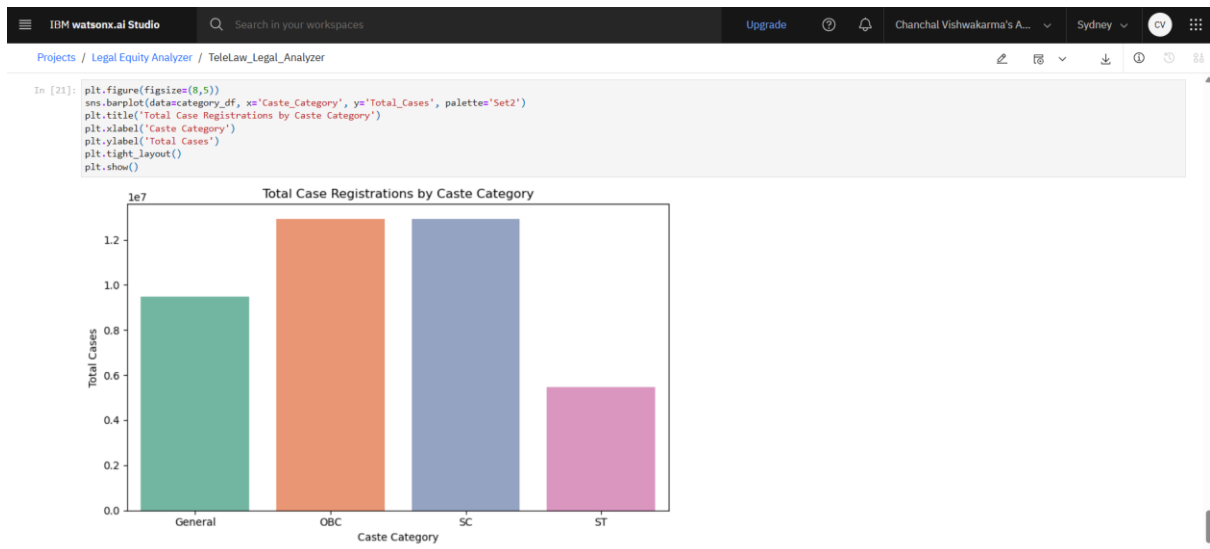 IBM watsonx.ai Studio
Search in your workspaces
Upgrade
Chanchal Vishwakarma's A...
Sydney
CV
Projects / Legal Equity Analyzer / TeleLaw_Legal_Analyzer
In [21]: plt.figure(figsize=(8,5))
sns.barplot(data=category_df, x='Caste_Category', y='Total_Cases', palette='Set2')
plt.title('Total Case Registrations by Caste Category')
plt.xlabel('Caste Category')
plt.ylabel('Total Cases')
plt.tight_layout()
plt.show()
1e7
Total Case Registrations by Caste Category
1.2
1.0
0.8
0.6
0.4
0.2
0.0
Total Cases
General
OBC
SC
ST
Caste Category